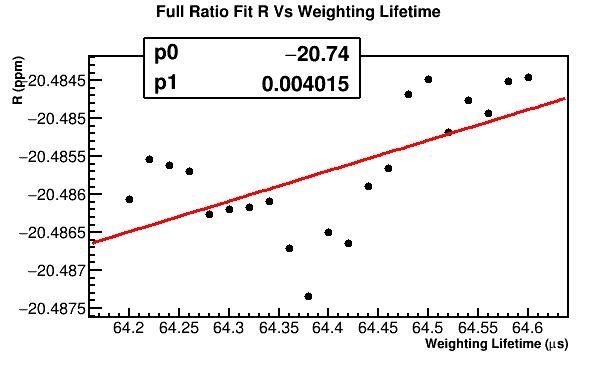 Full Ratio Fit R Vs Weighting Lifetime
p0 −20.74
p1 0.004015
R (ppm)
−20.4845
−20.485
−20.4855
−20.486
−20.4865
−20.487
−20.4875
64.2 64.25 64.3 64.35 64.4 64.45 64.5 64.55 64.6
Weighting Lifetime (μs)